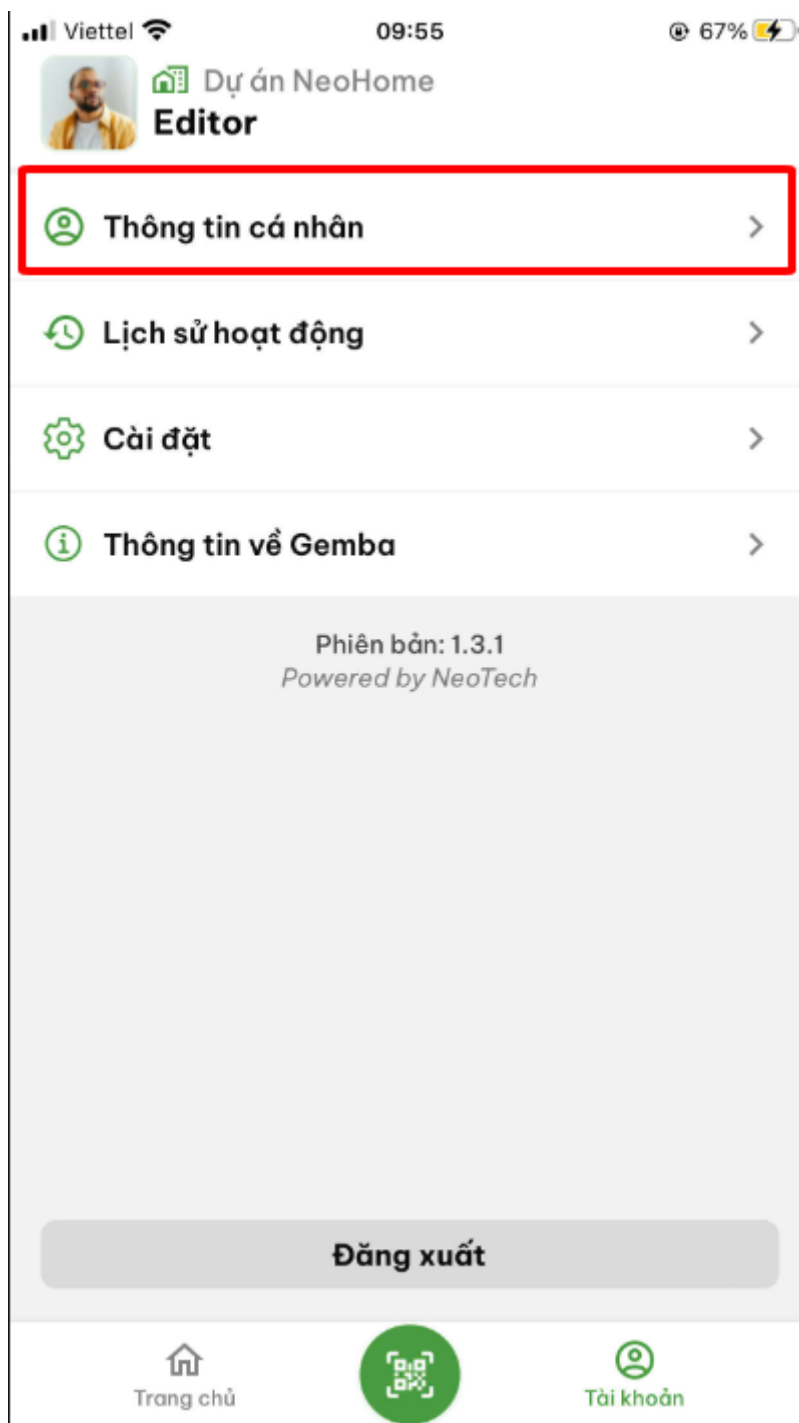 Viettel 09:55 67%
Dự án NeoHome
Editor
Thông tin cá nhân
Lịch sử hoạt động
Cài đặt
Thông tin về Gemba
Phiên bản: 1.3.1
Powered by NeoTech
Đăng xuất
Trang chủ Tài khoản